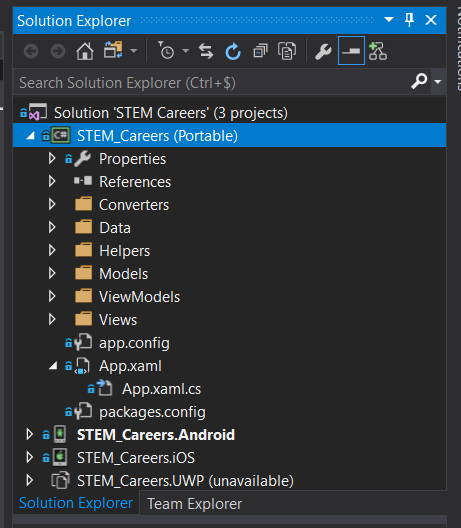 Solution Explorer
Search Solution Explorer (Ctrl+$)
Solution 'STEM Careers' (3 projects)
C# STEM_Careers (Portable)
Properties
References
Converters
Data
Helpers
Models
ViewModels
Views
app.config
App.xaml
App.xaml.cs
packages.config
STEM_Careers.Android
STEM_Careers.iOS
STEM_Careers.UWP (unavailable)
Solution Explorer Team Explorer